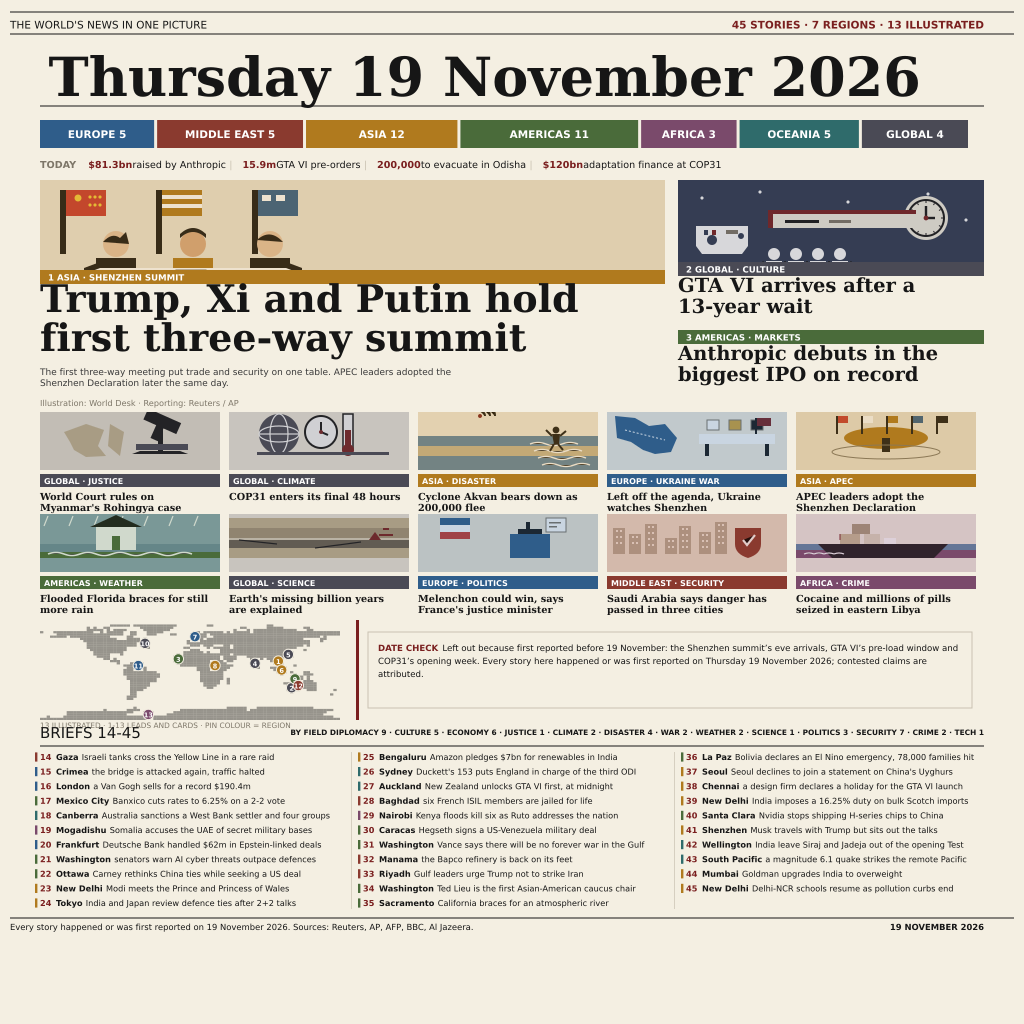 THE WORLD'S NEWS IN ONE PICTURE
45 STORIES · 7 REGIONS · 13 ILLUSTRATED
Thursday 19 November 2026
EUROPE 5
MIDDLE EAST 5
ASIA 12
AMERICAS 11
AFRICA 3
OCEANIA 5
GLOBAL 4
TODAY $81.3bnraised by Anthropic | 15.9mGTA VI pre-orders | 200,000to evacuate in Odisha | $120bnadaptation finance at COP31
1 ASIA · SHENZHEN SUMMIT
Trump, Xi and Putin hold
first three-way summit
The first three-way meeting put trade and security on one table. APEC leaders adopted the
Shenzhen Declaration later the same day.
Illustration: World Desk · Reporting: Reuters / AP
2 GLOBAL · CULTURE
GTA VI arrives after a
13-year wait
3 AMERICAS · MARKETS
Anthropic debuts in the
biggest IPO on record
GLOBAL · JUSTICE
World Court rules on
Myanmar's Rohingya case
GLOBAL · CLIMATE
COP31 enters its final 48 hours
ASIA · DISASTER
Cyclone Akvan bears down as
200,000 flee
EUROPE · UKRAINE WAR
Left off the agenda, Ukraine
watches Shenzhen
ASIA · APEC
APEC leaders adopt the
Shenzhen Declaration
AMERICAS · WEATHER
Flooded Florida braces for still
more rain
GLOBAL · SCIENCE
Earth's missing billion years
are explained
EUROPE · POLITICS
Melenchon could win, says
France's justice minister
MIDDLE EAST · SECURITY
Saudi Arabia says danger has
passed in three cities
AFRICA · CRIME
Cocaine and millions of pills
seized in eastern Libya
10
7
3
11
8
4
5
1
6
9
2
12
13
13 ILLUSTRATED · 1-13 LEADS AND CARDS · PIN COLOUR = REGION
DATE CHECK Left out because first reported before 19 November: the Shenzhen summit's eve arrivals, GTA VI's pre-load window and
COP31's opening week. Every story here happened or was first reported on Thursday 19 November 2026; contested claims are
attributed.
BRIEFS 14-45
BY FIELD DIPLOMACY 9 · CULTURE 5 · ECONOMY 6 · JUSTICE 1 · CLIMATE 2 · DISASTER 4 · WAR 2 · WEATHER 2 · SCIENCE 1 · POLITICS 3 · SECURITY 7 · CRIME 2 · TECH 1
14 Gaza Israeli tanks cross the Yellow Line in a rare raid
15 Crimea the bridge is attacked again, traffic halted
16 London a Van Gogh sells for a record $190.4m
17 Mexico City Banxico cuts rates to 6.25% on a 2-2 vote
18 Canberra Australia sanctions a West Bank settler and four groups
19 Mogadishu Somalia accuses the UAE of secret military bases
20 Frankfurt Deutsche Bank handled $62m in Epstein-linked deals
21 Washington senators warn AI cyber threats outpace defences
22 Ottawa Carney rethinks China ties while seeking a US deal
23 New Delhi Modi meets the Prince and Princess of Wales
24 Tokyo India and Japan review defence ties after 2+2 talks
25 Bengaluru Amazon pledges $7bn for renewables in India
26 Sydney Duckett's 153 puts England in charge of the third ODI
27 Auckland New Zealand unlocks GTA VI first, at midnight
28 Baghdad six French ISIL members are jailed for life
29 Nairobi Kenya floods kill six as Ruto addresses the nation
30 Caracas Hegseth signs a US-Venezuela military deal
31 Washington Vance says there will be no forever war in the Gulf
32 Manama the Bapco refinery is back on its feet
33 Riyadh Gulf leaders urge Trump not to strike Iran
34 Washington Ted Lieu is the first Asian-American caucus chair
35 Sacramento California braces for an atmospheric river
36 La Paz Bolivia declares an El Nino emergency, 78,000 families hit
37 Seoul Seoul declines to join a statement on China's Uyghurs
38 Chennai a design firm declares a holiday for the GTA VI launch
39 New Delhi India imposes a 16.25% duty on bulk Scotch imports
40 Santa Clara Nvidia stops shipping H-series chips to China
41 Shenzhen Musk travels with Trump but sits out the talks
42 Wellington India leave Siraj and Jadeja out of the opening Test
43 South Pacific a magnitude 6.1 quake strikes the remote Pacific
44 Mumbai Goldman upgrades India to overweight
45 New Delhi Delhi-NCR schools resume as pollution curbs end
Every story happened or was first reported on 19 November 2026. Sources: Reuters, AP, AFP, BBC, Al Jazeera.
19 NOVEMBER 2026